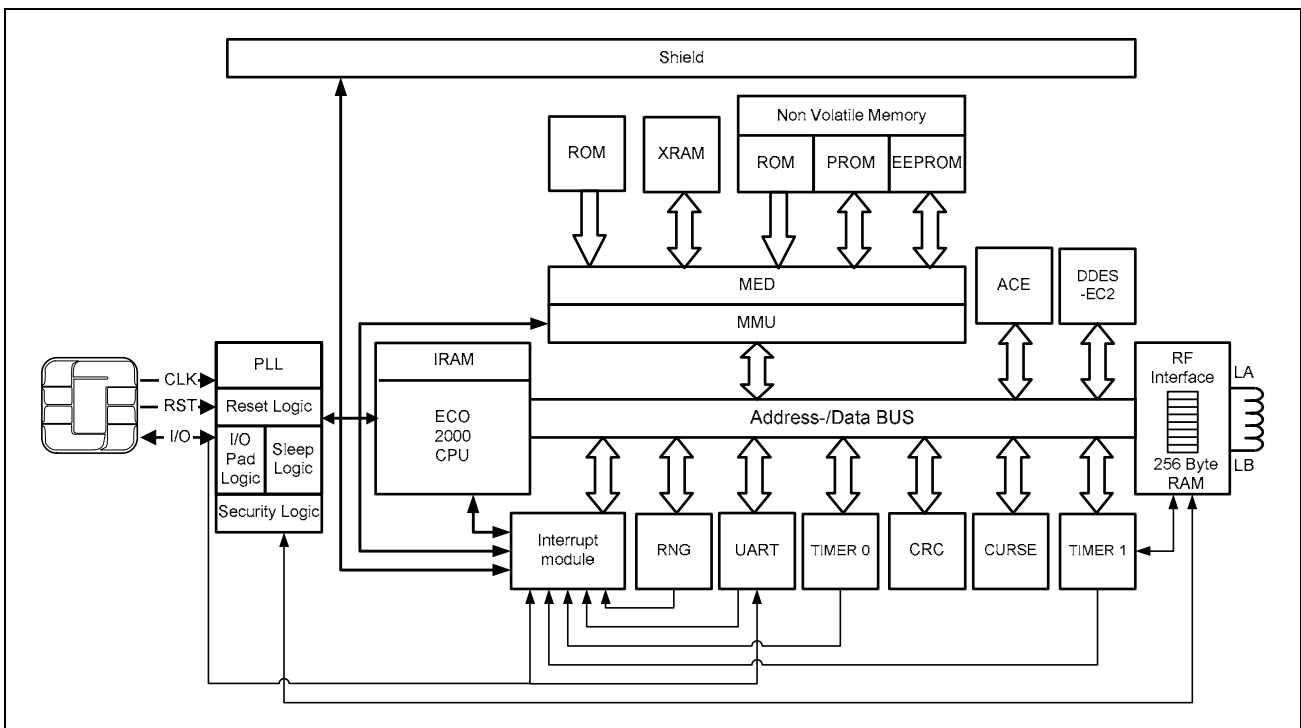 Shield
Non Volatile Memory
ROM
XRAM
ROM
PROM
EEPROM
MED
MMU
ACE
DDES
-EC2
CLK
RST
I/O
PLL
Reset Logic
I/O
Pad
Logic
Sleep
Logic
Security Logic
IRAM
ECO
2000
CPU
Address-/Data BUS
RF
Interface
256 Byte
RAM
LA
LB
Interrupt
module
RNG
UART
TIMER 0
CRC
CURSE
TIMER 1